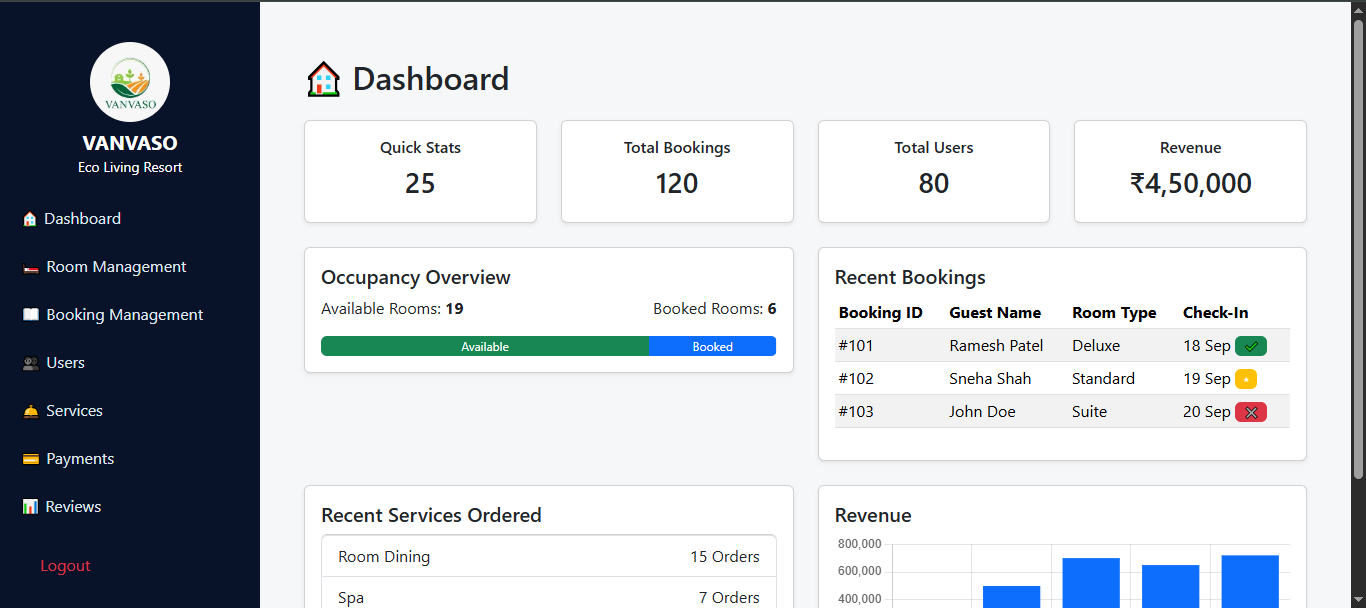 VANVASO
VANVASO
Eco Living Resort
Dashboard
Room Management
Booking Management
Users
Services
Payments
Reviews
Logout
Dashboard
Quick Stats
25
Total Bookings
120
Total Users
80
Revenue
₹4,50,000
Occupancy Overview
Available Rooms: 19 Booked Rooms: 6
Available Booked
Recent Bookings
Booking ID Guest Name Room Type Check-In
#101 Ramesh Patel Deluxe 18 Sep
#102 Sneha Shah Standard 19 Sep
#103 John Doe Suite 20 Sep
Recent Services Ordered
Room Dining 15 Orders
Spa 7 Orders
Revenue
800,000
600,000
400,000